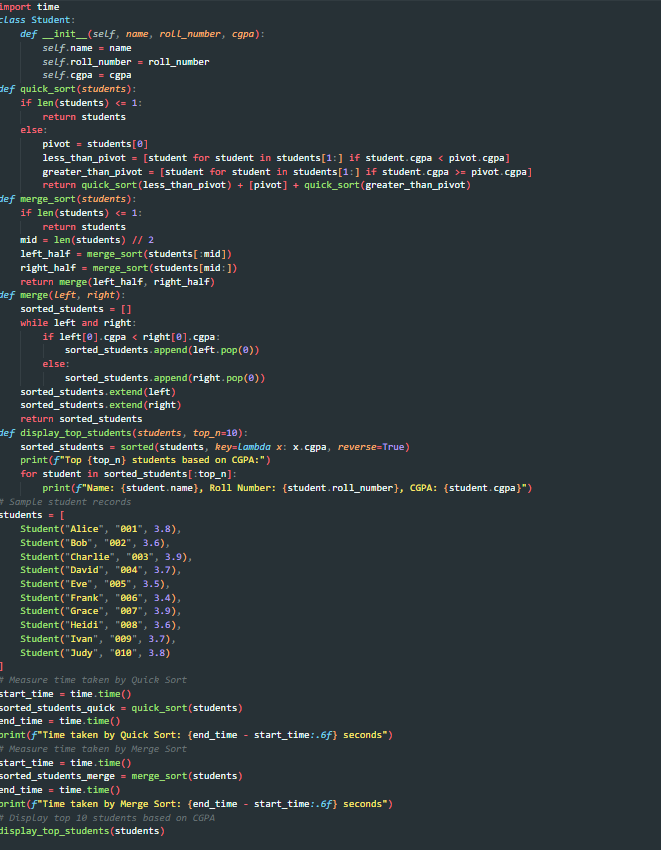 import time
class Student:
    def __init__(self, name, roll_number, cgpa):
        self.name = name
        self.roll_number = roll_number
        self.cgpa = cgpa
def quick_sort(students):
    if len(students) <= 1:
        return students
    else:
        pivot = students[0]
        less_than_pivot = [student for student in students[1:] if student.cgpa < pivot.cgpa]
        greater_than_pivot = [student for student in students[1:] if student.cgpa >= pivot.cgpa]
        return quick_sort(less_than_pivot) + [pivot] + quick_sort(greater_than_pivot)
def merge_sort(students):
    if len(students) <= 1:
        return students
    mid = len(students) // 2
    left_half = merge_sort(students[:mid])
    right_half = merge_sort(students[mid:])
    return merge(left_half, right_half)
def merge(left, right):
    sorted_students = []
    while left and right:
        if left[0].cgpa < right[0].cgpa:
            sorted_students.append(left.pop(0))
        else:
            sorted_students.append(right.pop(0))
    sorted_students.extend(left)
    sorted_students.extend(right)
    return sorted_students
def display_top_students(students, top_n=10):
    sorted_students = sorted(students, key=lambda x: x.cgpa, reverse=True)
    print(f"Top {top_n} students based on CGPA:")
    for student in sorted_students[:top_n]:
        print(f"Name: {student.name}, Roll Number: {student.roll_number}, CGPA: {student.cgpa}")
# Sample student records
students = [
    Student("Alice", "001", 3.8),
    Student("Bob", "002", 3.6),
    Student("Charlie", "003", 3.9),
    Student("David", "004", 3.7),
    Student("Eve", "005", 3.5),
    Student("Frank", "006", 3.4),
    Student("Grace", "007", 3.9),
    Student("Heidi", "008", 3.6),
    Student("Ivan", "009", 3.7),
    Student("Judy", "010", 3.8)
]
# Measure time taken by Quick Sort
start_time = time.time()
sorted_students_quick = quick_sort(students)
end_time = time.time()
print(f"Time taken by Quick Sort: {end_time - start_time:.6f} seconds")
# Measure time taken by Merge Sort
start_time = time.time()
sorted_students_merge = merge_sort(students)
end_time = time.time()
print(f"Time taken by Merge Sort: {end_time - start_time:.6f} seconds")
# Display top 10 students based on CGPA
display_top_students(students)